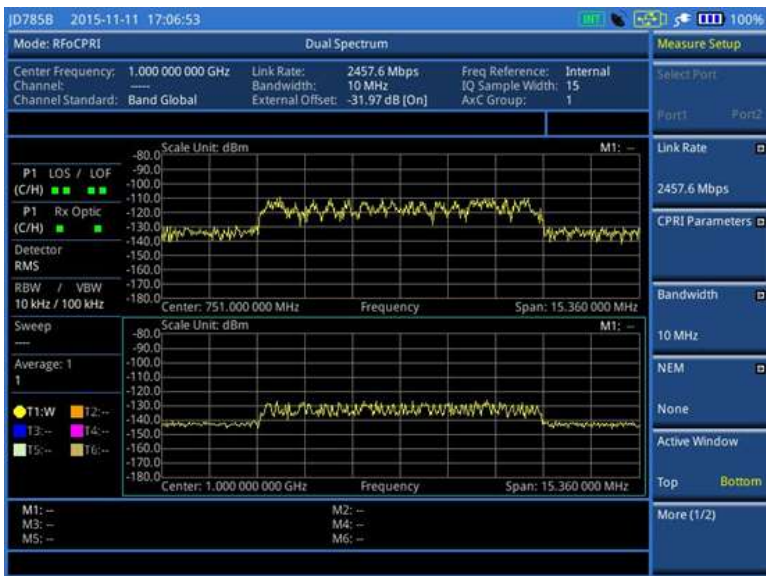 JD785B 2015-11-11 17:06:53 INT 100%
Mode: RFoCPRI Dual Spectrum Measure Setup
Center Frequency: 1.000 000 000 GHz Link Rate: 2457.6 Mbps Freq Reference: Internal
Channel: ---- Bandwidth: 10 MHz IQ Sample Width: 15
Channel Standard: Band Global External Offset: -31.97 dB [On] AxC Group: 1
Select Port
Port1 Port2
Link Rate
2457.6 Mbps
CPRI Parameters
Bandwidth
10 MHz
NEM
None
Active Window
Top Bottom
More (1/2)
P1 LOS / LOF
(C/H)
P1 Rx Optic
(C/H)
Detector
RMS
RBW / VBW
10 kHz / 100 kHz
Sweep
----
Average: 1
1
T1:W T2:--
T3:-- T4:--
T5:-- T6:--
Scale Unit: dBm M1: --
-80.0
-90.0
-100.0
-110.0
-120.0
-130.0
-140.0
-150.0
-160.0
-170.0
-180.0
Center: 751.000 000 MHz Frequency Span: 15.360 000 MHz
Scale Unit: dBm M1: --
-80.0
-90.0
-100.0
-110.0
-120.0
-130.0
-140.0
-150.0
-160.0
-170.0
-180.0
Center: 1.000 000 000 GHz Frequency Span: 15.360 000 MHz
M1: -- M2: --
M3: -- M4: --
M5: -- M6: --